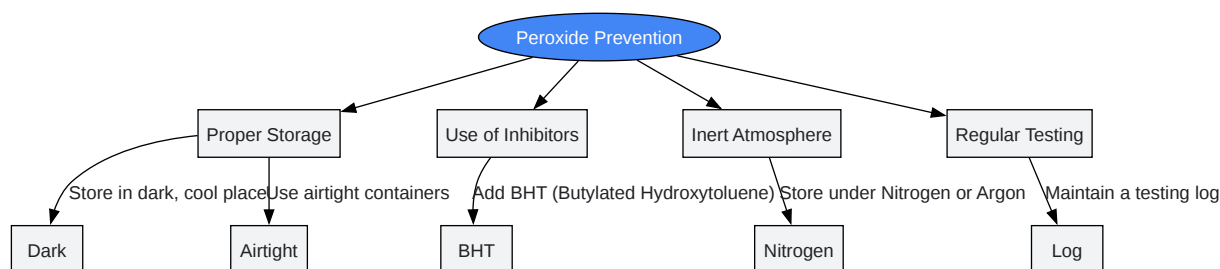 Peroxide Prevention
Proper Storage
Use of Inhibitors
Inert Atmosphere
Regular Testing
Store in dark, cool place
Use airtight containers
Add BHT (Butylated Hydroxytoluene)
Store under Nitrogen or Argon
Maintain a testing log
Dark
Airtight
BHT
Nitrogen
Log